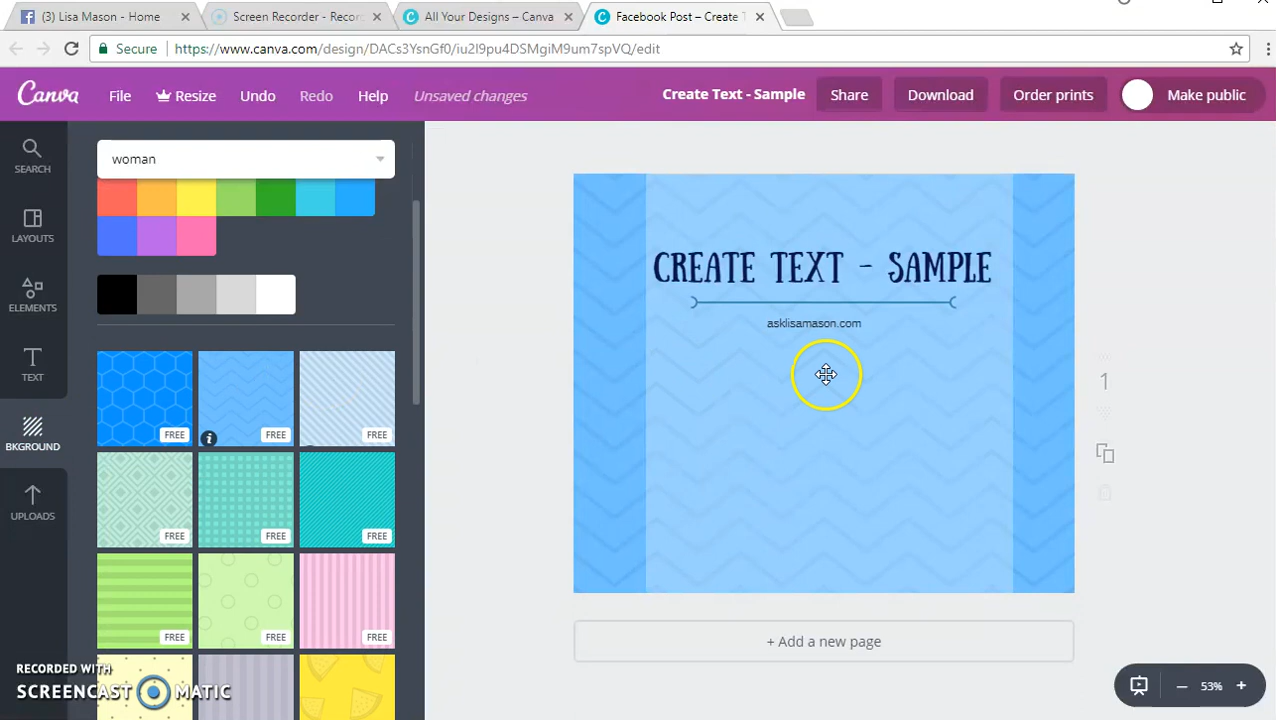 (3) Lisa Mason - Home
Screen Recorder - Recor
All Your Designs – Canva
Facebook Post – Create T
Secure
https://www.canva.com/design/DACs3YsnGf0/iu2I9pu4DSMgiM9um7spVQ/edit
Canva
File
Resize
Undo
Redo
Help
Unsaved changes
Create Text - Sample
Share
Download
Order prints
Make public
SEARCH
LAYOUTS
ELEMENTS
TEXT
BKGROUND
UPLOADS
woman
FREE
FREE
FREE
FREE
FREE
FREE
FREE
FREE
FREE
CREATE TEXT - SAMPLE
asklisamason.com
1
+ Add a new page
53%
RECORDED WITH
SCREENCAST MATIC